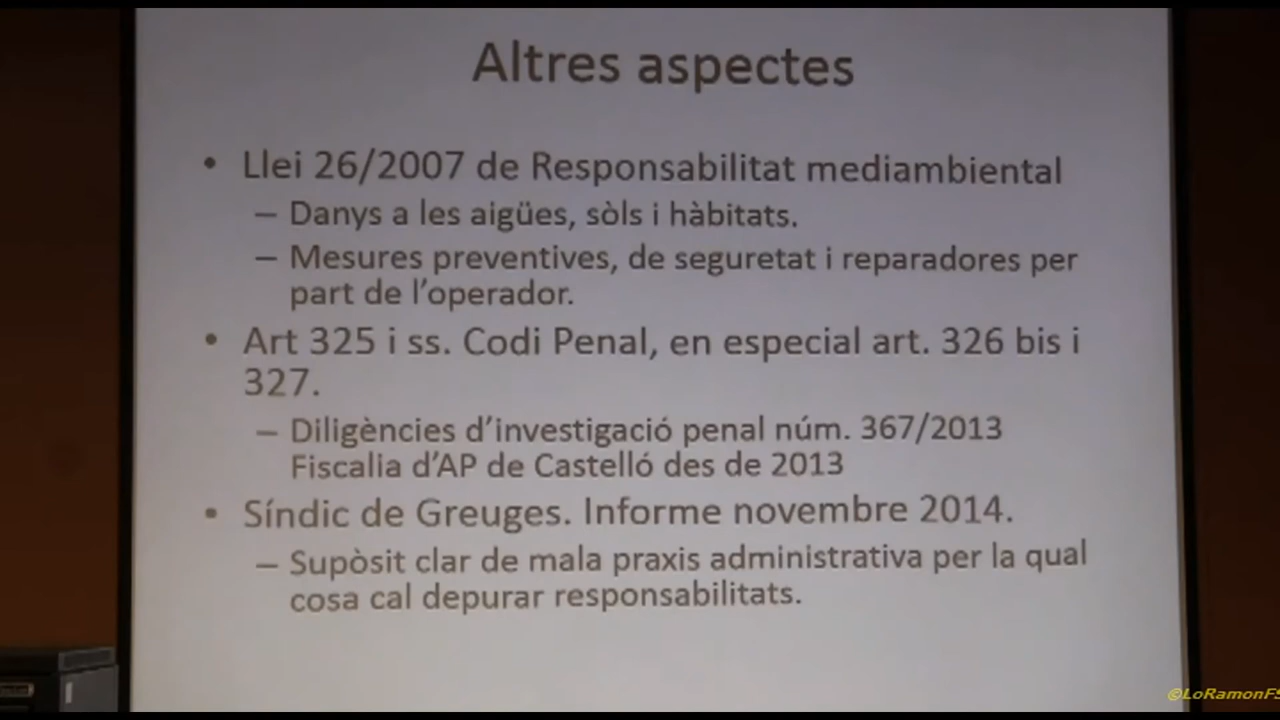 Altres aspectes
• Llei 26/2007 de Responsabilitat mediambiental
– Danys a les aigües, sòls i hàbitats.
– Mesures preventives, de seguretat i reparadores per
part de l'operador.
• Art 325 i ss. Codi Penal, en especial art. 326 bis i
327.
– Diligències d'investigació penal núm. 367/2013
Fiscalia d'AP de Castelló des de 2013
• Síndic de Greuges. Informe novembre 2014.
– Supòsit clar de mala praxis administrativa per la qual
cosa cal depurar responsabilitats.
©LoRamonFS